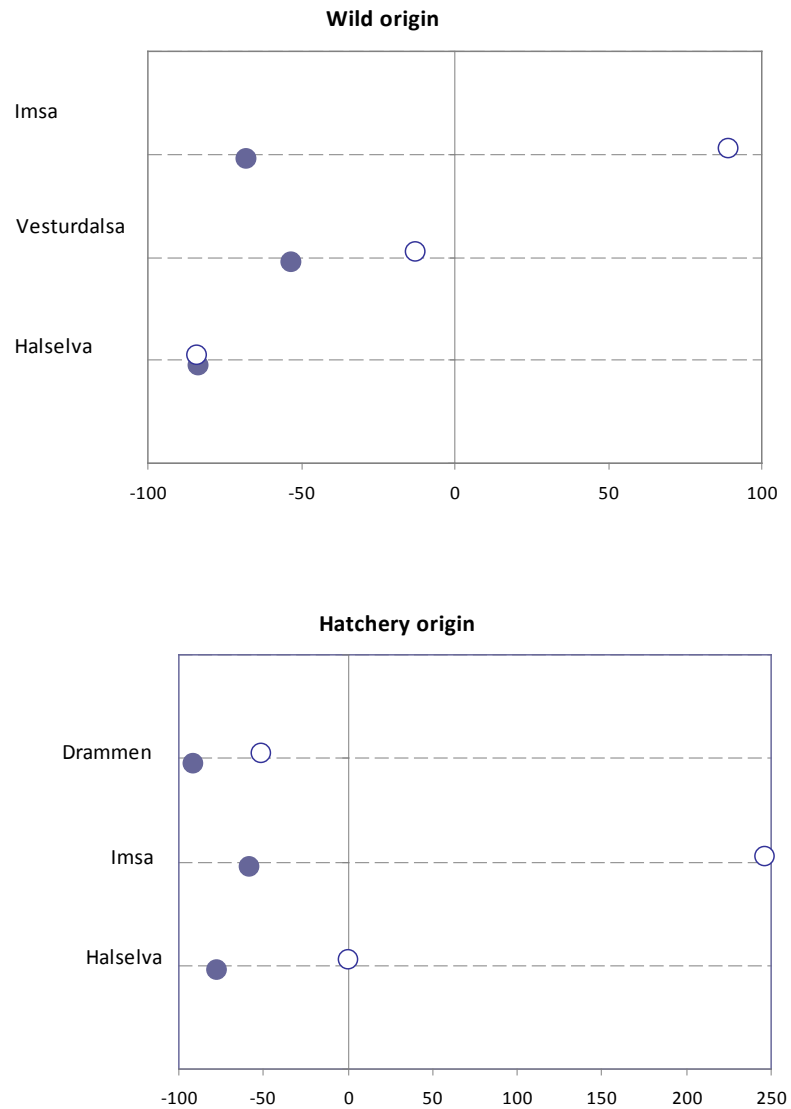 Wild origin
Imsa
Vesturdalsa
Halselva
-100 -50 0 50 100
Hatchery origin
Drammen
Imsa
Halselva
-100 -50 0 50 100 150 200 250